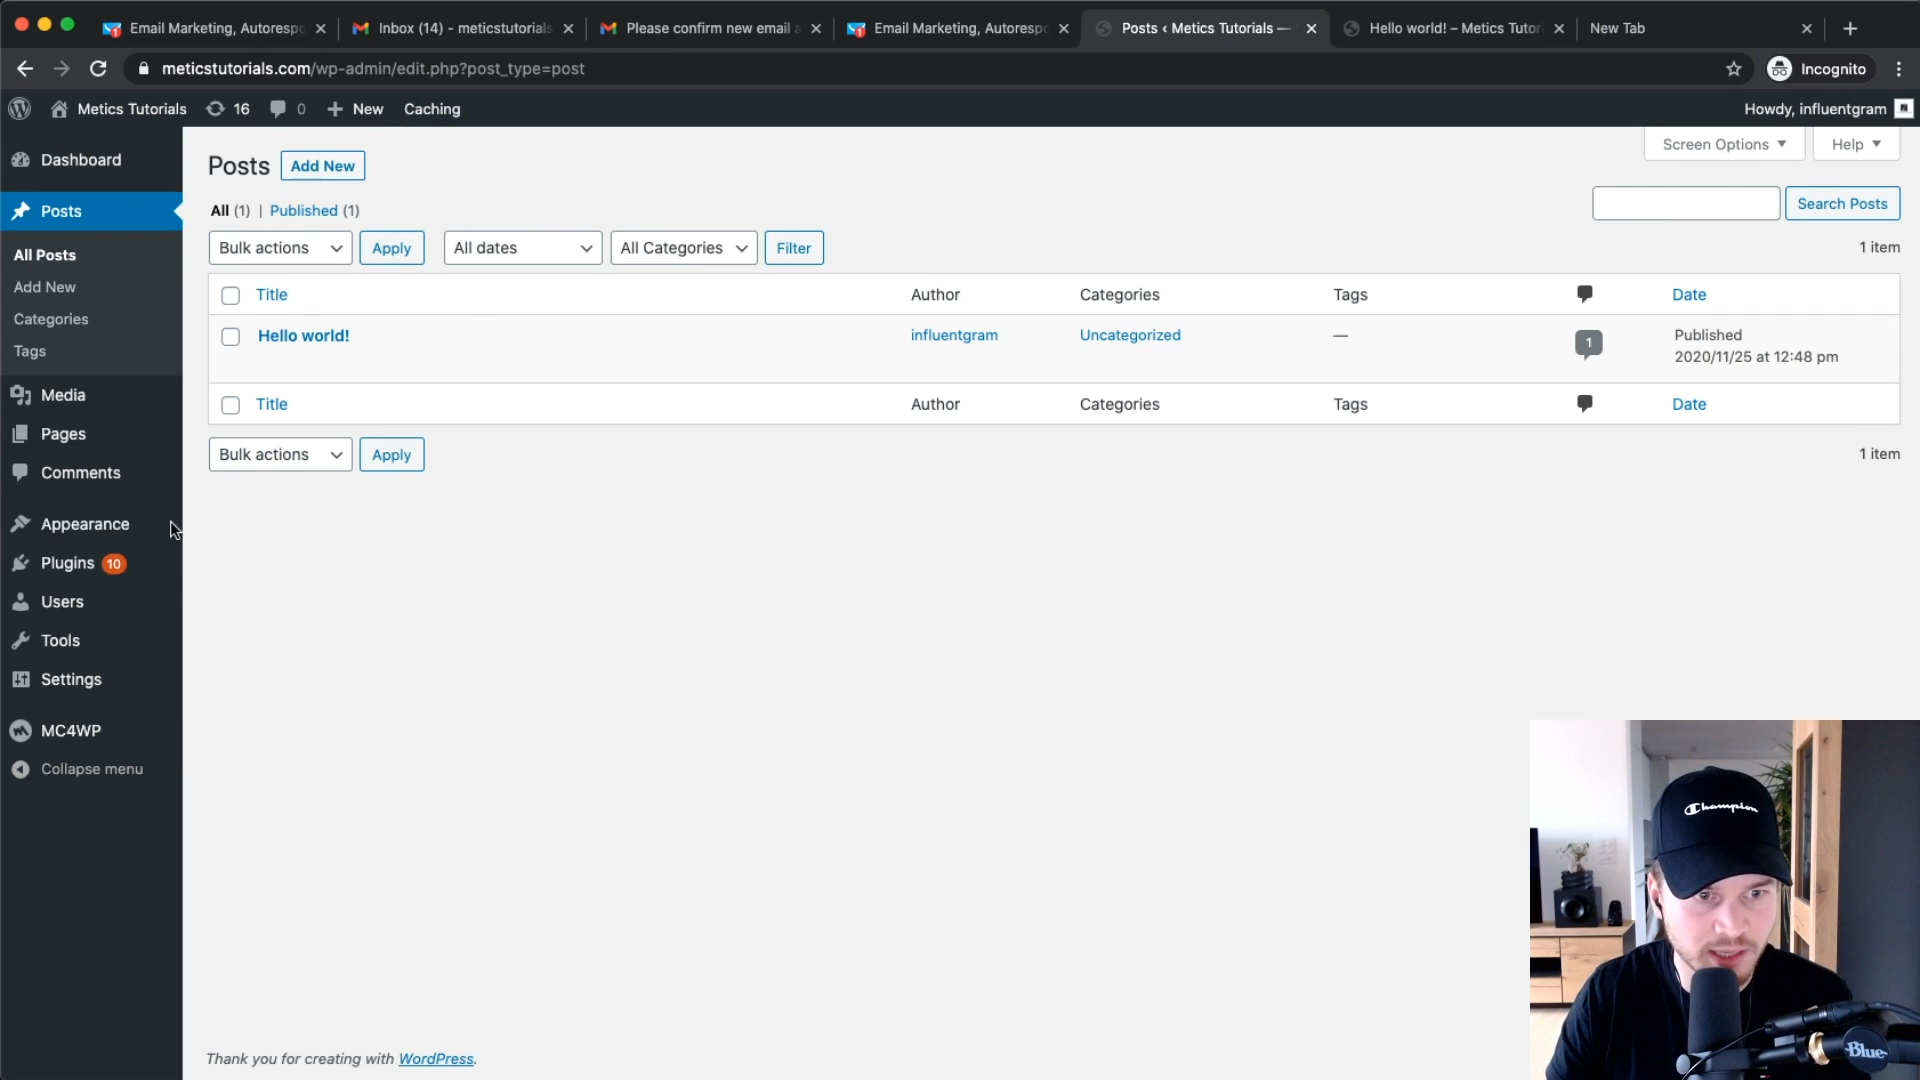 Email Marketing, Autorespo
Inbox (14) - meticstutorials
Please confirm new email a
Email Marketing, Autorespo
Posts ‹ Metics Tutorials —
Hello world! – Metics Tutor
New Tab
meticstutorials.com/wp-admin/edit.php?post_type=post
Incognito
Metics Tutorials
16
0
New
Caching
Howdy, influentgram
Dashboard
Posts
All Posts
Add New
Categories
Tags
Media
Pages
Comments
Appearance
Plugins 10
Users
Tools
Settings
MC4WP
Collapse menu
Screen Options
Help
Posts
Add New
All (1) | Published (1)
Search Posts
Bulk actions
Apply
All dates
All Categories
Filter
1 item
Title
Author
Categories
Tags
Date
Hello world!
influentgram
Uncategorized
—
1
Published
2020/11/25 at 12:48 pm
Title
Author
Categories
Tags
Date
Bulk actions
Apply
1 item
Champion
Blue
Thank you for creating with WordPress.